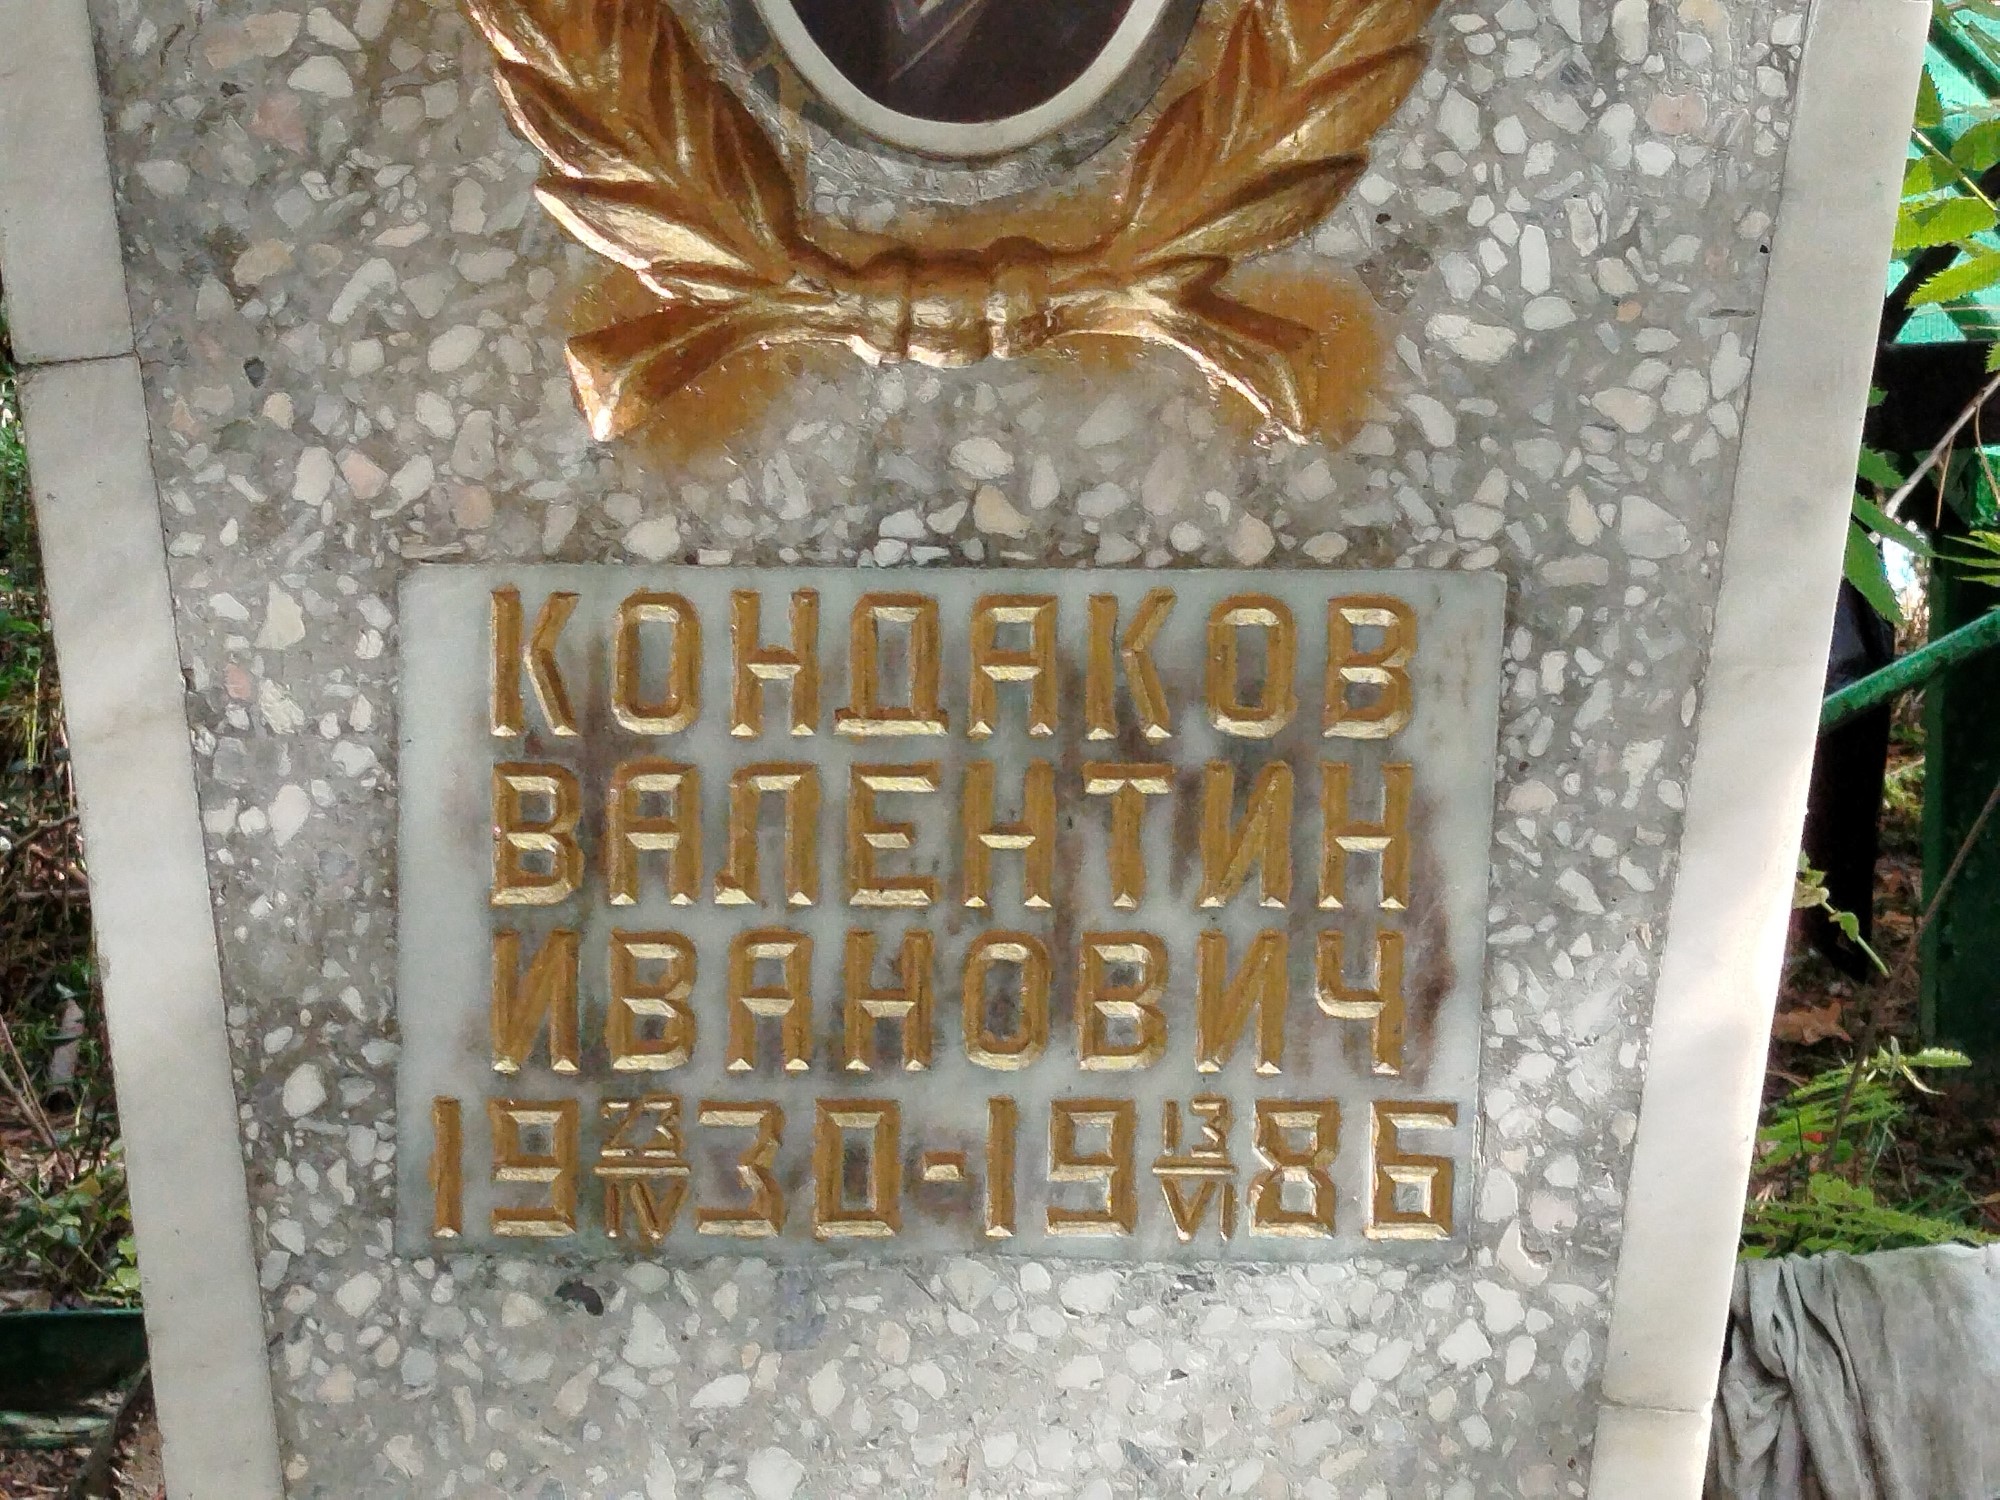 КОНДАКОВ
ВАЛЕНТИН
ИВАНОВИЧ
19 23/IV 30-19 13/VI 86